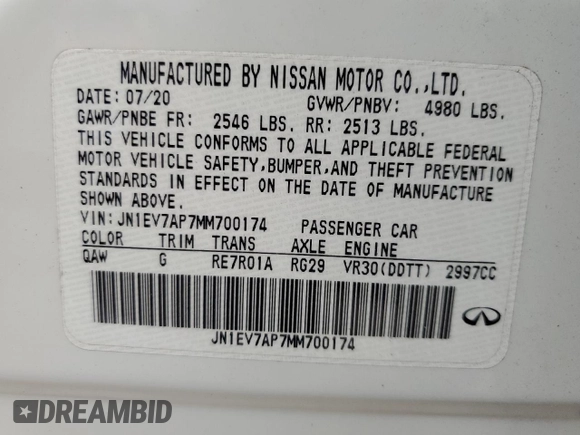 MANUFACTURED BY NISSAN MOTOR CO.,LTD.
DATE: 07/20 GVWR/PNBV: 4980 LBS.
GAWR/PNBE FR: 2546 LBS. RR: 2513 LBS.
THIS VEHICLE CONFORMS TO ALL APPLICABLE FEDERAL
MOTOR VEHICLE SAFETY,BUMPER,AND THEFT PREVENTION
STANDARDS IN EFFECT ON THE DATE OF MANUFACTURE
SHOWN ABOVE.
VIN:JN1EV7AP7MM700174 PASSENGER CAR
COLOR TRIM TRANS AXLE ENGINE
QAW G RE7R01A RG29 VR30(DDTT) 2997CC
JN1EV7AP7MM700174
DREAMBID